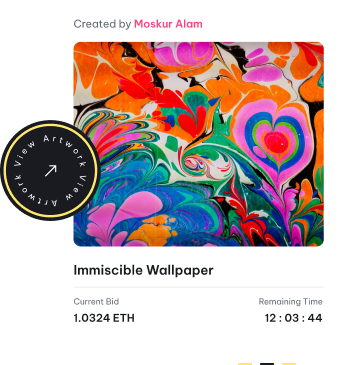 Created by Moskur Alam
View Artwork View Artwork
Immiscible Wallpaper
Current Bid Remaining Time
1.0324 ETH 12 : 03 : 44